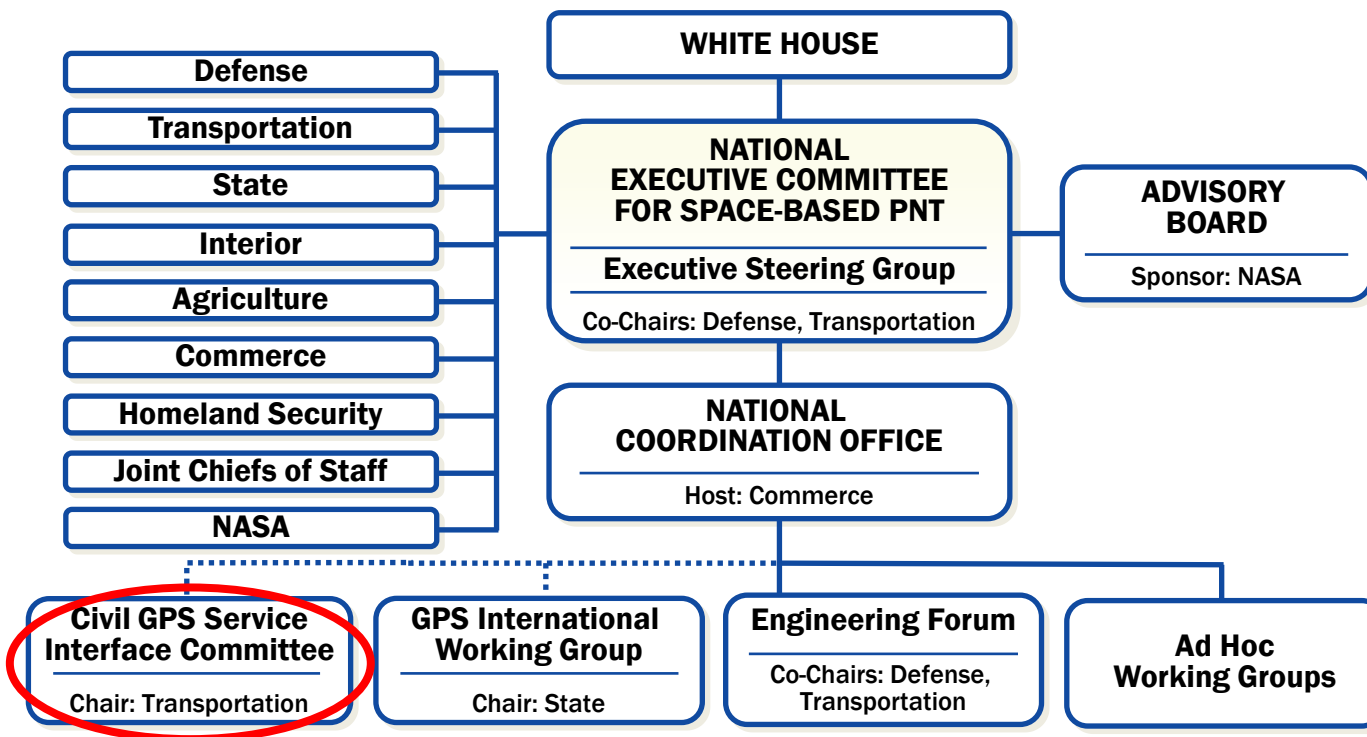 WHITE HOUSE
Defense
Transportation
State
Interior
Agriculture
Commerce
Homeland Security
Joint Chiefs of Staff
NASA
NATIONAL
EXECUTIVE COMMITTEE
FOR SPACE-BASED PNT
Executive Steering Group
Co-Chairs: Defense, Transportation
ADVISORY
BOARD
Sponsor: NASA
NATIONAL
COORDINATION OFFICE
Host: Commerce
Civil GPS Service
Interface Committee
Chair: Transportation
GPS International
Working Group
Chair: State
Engineering Forum
Co-Chairs: Defense,
Transportation
Ad Hoc
Working Groups